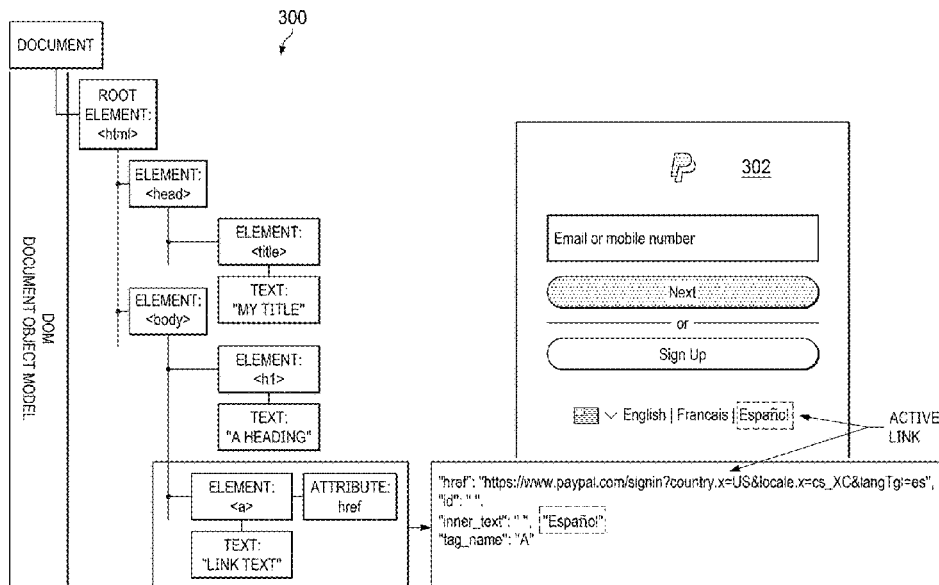 300
DOCUMENT
ROOT
ELEMENT:
<html>
ELEMENT:
<head>
ELEMENT:
<title>
TEXT:
"MY TITLE"
ELEMENT:
<body>
ELEMENT:
<h1>
TEXT:
"A HEADING"
ELEMENT:
<a>
ATTRIBUTE:
href
TEXT:
"LINK TEXT"
DOM
DOCUMENT OBJECT MODEL
302
Email or mobile number
Next
or
Sign Up
English | Francais | Español
ACTIVE
LINK
"href": "https://www.paypal.com/signin?country.x=US&locale.x=cs_XC&langTgl=es",
"id": " ",
"inner_text": " ", "Español"
"tag_name": "A"